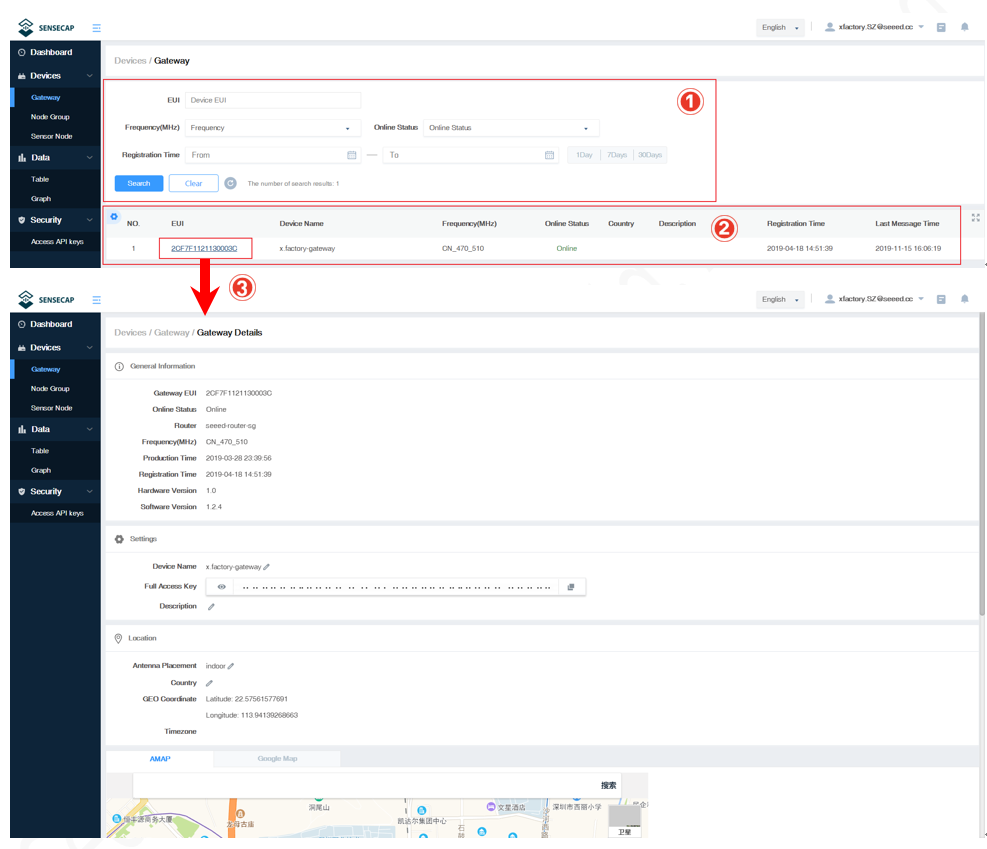 SENSECAP
English
xfactory.SZ@seeed.cc
Dashboard
Devices
Gateway
Node Group
Sensor Node
Data
Table
Graph
Security
Access API keys
Devices / Gateway
①
EUI Device EUI
Frequency(MHz) Frequency Online Status Online Status
Registration Time From — To 1Day 7Days 30Days
Search Clear The number of search results: 1
②
NO. EUI Device Name Frequency(MHz) Online Status Country Description Registration Time Last Message Time
1 2CF7F1121130003C x.factory-gateway CN_470_510 Online 2019-04-18 14:51:39 2019-11-15 16:06:19
③
SENSECAP
English
xfactory.SZ@seeed.cc
Dashboard
Devices
Gateway
Node Group
Sensor Node
Data
Table
Graph
Security
Access API keys
Devices / Gateway / Gateway Details
General Information
Gateway EUI 2CF7F1121130003C
Online Status Online
Router seeed-router-sg
Frequency(MHz) CN_470_510
Production Time 2019-03-28 23:39:56
Registration Time 2019-04-18 14:51:39
Hardware Version 1.0
Software Version 1.2.4
Settings
Device Name x.factory-gateway
Full Access Key
Description
Location
Antenna Placement indoor
Country
GEO Coordinate Latitude: 22.57561577691
Longitude: 113.94139268663
Timezone
AMAP Google Map
搜索
洞尾山
文星酒店
深圳市西丽小学
恒丰源商务大厦
凯达尔集团中心
卫星